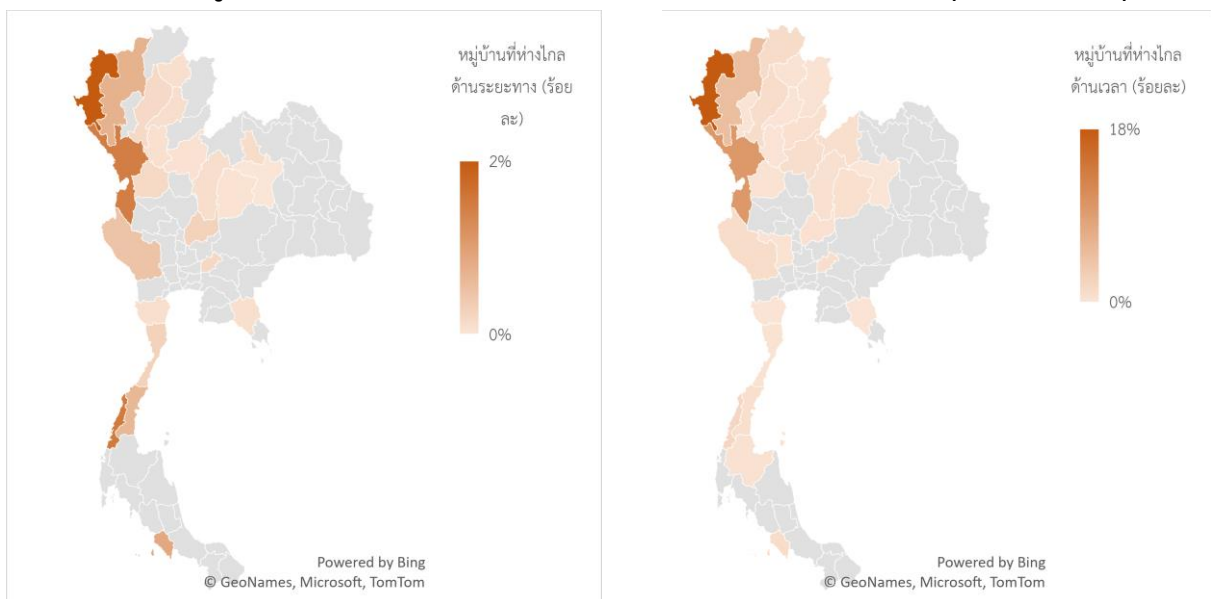 หมู่บ้านที่ห่างไกล
ด้านระยะทาง (ร้อย
ละ)
2%
0%
Powered by Bing
© GeoNames, Microsoft, TomTom
หมู่บ้านที่ห่างไกล
ด้านเวลา (ร้อยละ)
18%
0%
Powered by Bing
© GeoNames, Microsoft, TomTom